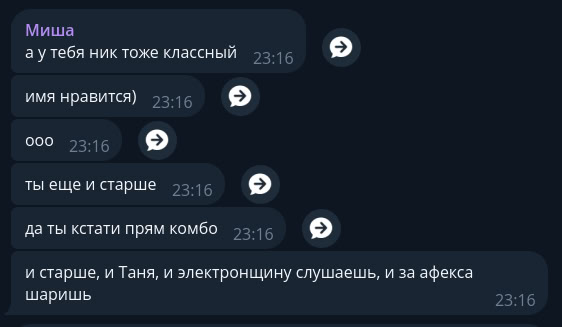 Миша
а у тебя ник тоже классный 23:16
имя нравится) 23:16
ооо 23:16
ты еще и старше 23:16
да ты кстати прям комбо 23:16
и старше, и Таня, и электронщину слушаешь, и за афекса
шаришь 23:16